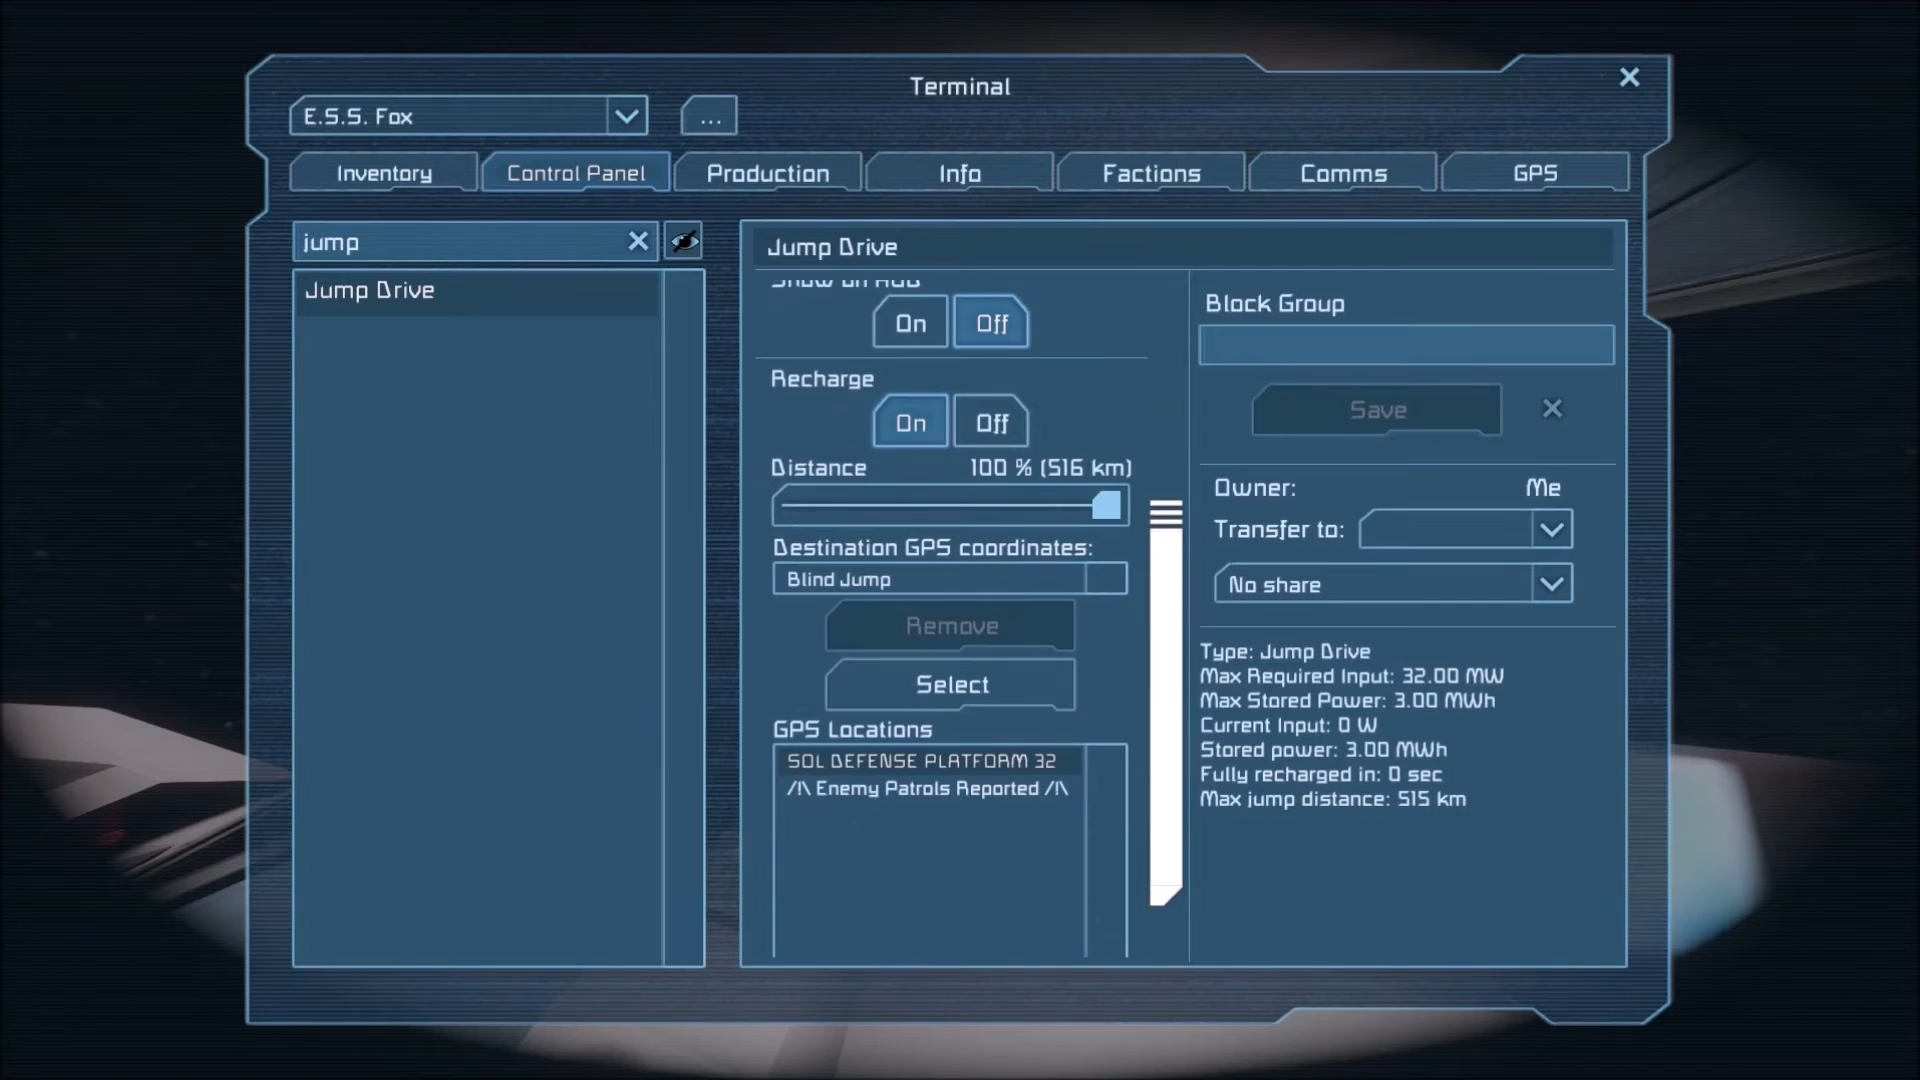 Terminal
E.S.S. Fox
...
Inventory
Control Panel
Production
Info
Factions
Comms
GPS
jump
Jump Drive
Jump Drive
Show on HUD
On
Off
Recharge
On
Off
Distance
100 % (516 km)
Destination GPS coordinates:
Blind Jump
Remove
Select
GPS Locations
SOL DEFENSE PLATFORM 32
/!\ Enemy Patrols Reported /!\
Block Group
Save
Owner:
Me
Transfer to:
No share
Type: Jump Drive
Max Required Input: 32.00 MW
Max Stored Power: 3.00 MWh
Current Input: 0 W
Stored power: 3.00 MWh
Fully recharged in: 0 sec
Max jump distance: 515 km